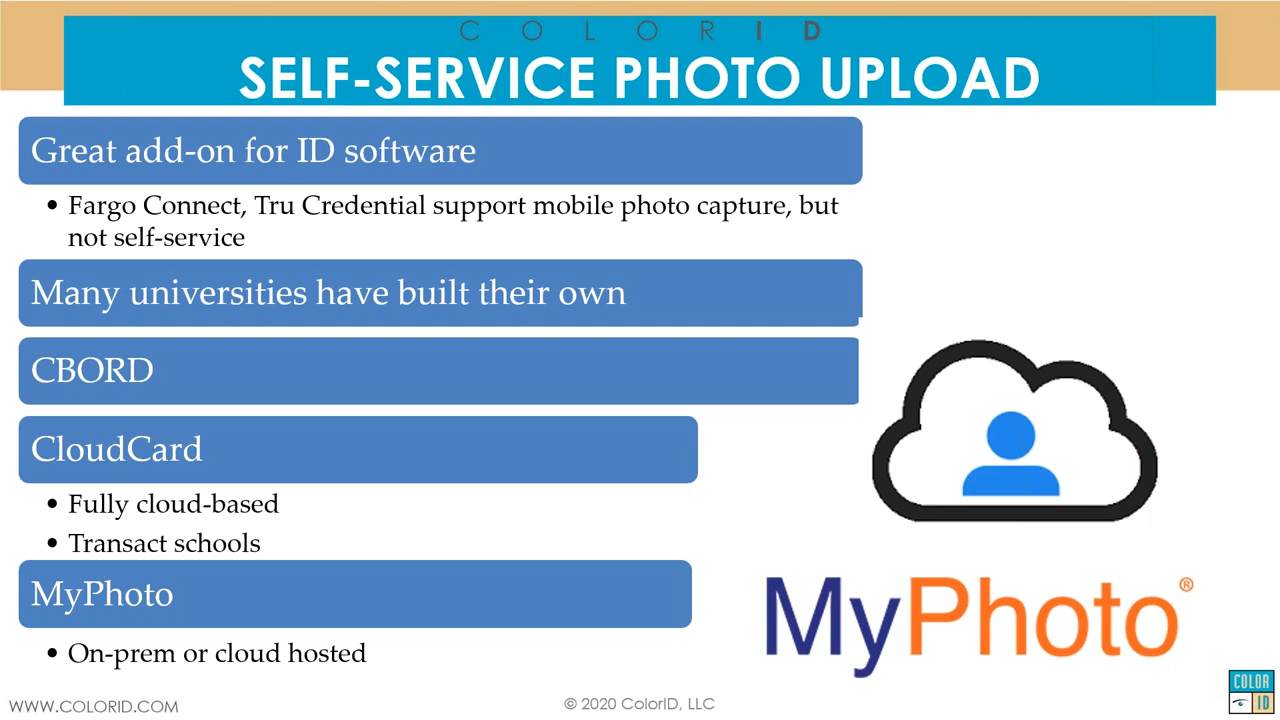 COLORID
SELF-SERVICE PHOTO UPLOAD
Great add-on for ID software
• Fargo Connect, Tru Credential support mobile photo capture, but
not self-service
Many universities have built their own
CBORD
CloudCard
• Fully cloud-based
• Transact schools
MyPhoto
• On-prem or cloud hosted
MyPhoto®
WWW.COLORID.COM
© 2020 ColorID, LLC
COLOR
ID